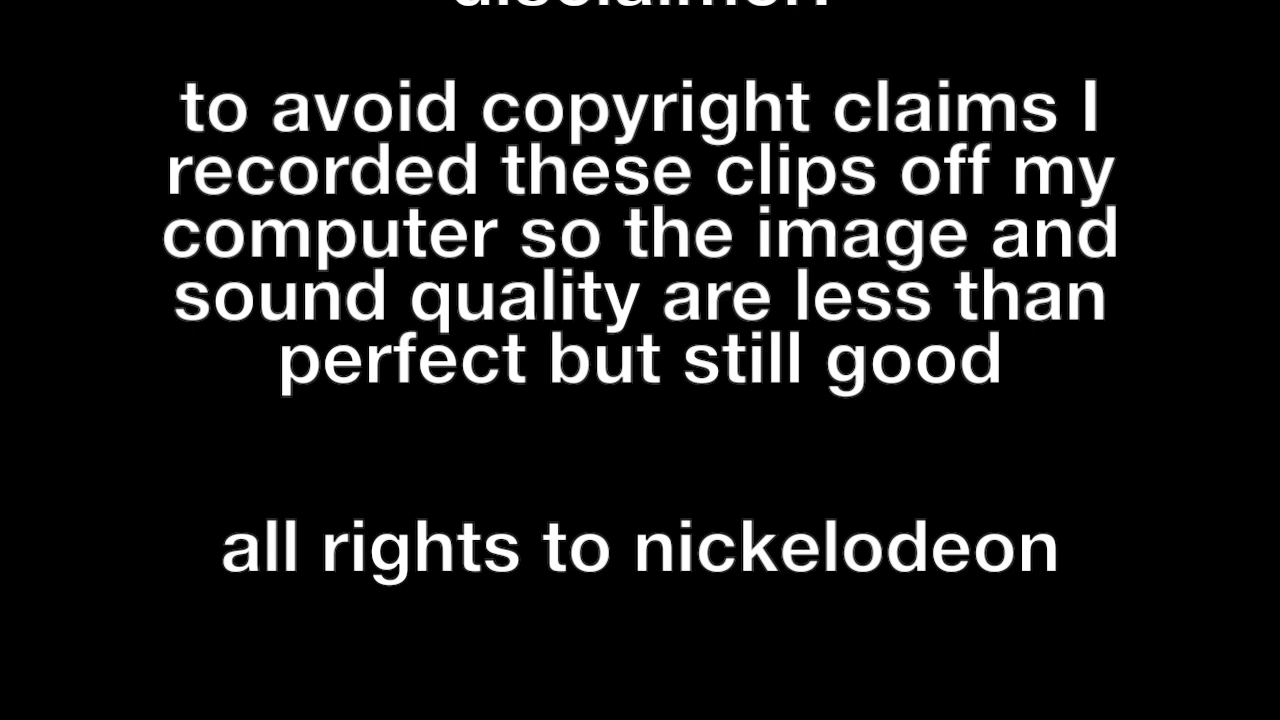 disclaimer:
to avoid copyright claims I
recorded these clips off my
computer so the image and
sound quality are less than
perfect but still good
all rights to nickelodeon